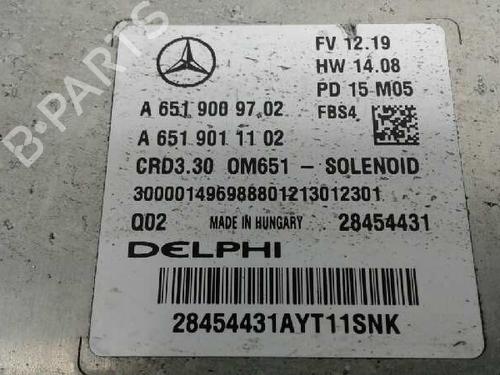 FV 12.19
HW 14.08
PD 15 M05
FBS4
A 651 900 97 02
A 651 901 11 02
CRD3.30 OM651 - SOLENOID
300001496988801213012301
Q02 MADE IN HUNGARY 28454431
DELPHI
28454431AYT11SNK